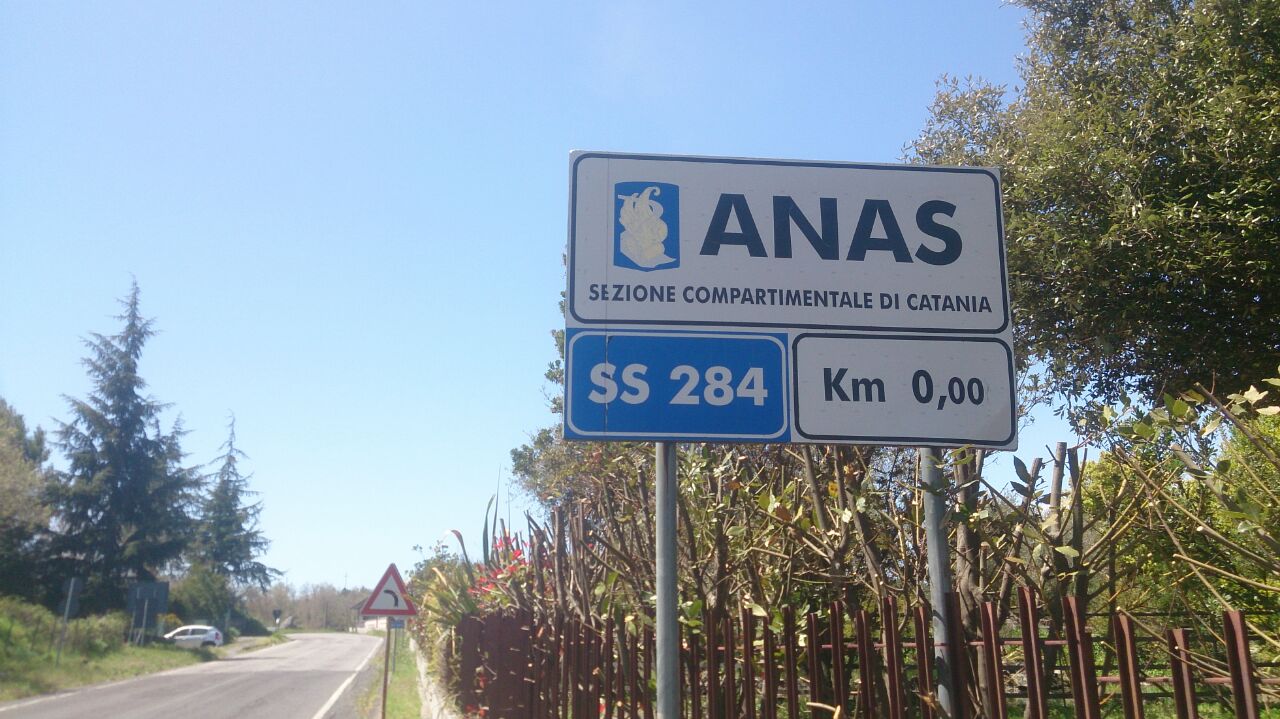 ANAS
SEZIONE COMPARTIMENTALE DI CATANIA
SS 284
Km 0,00